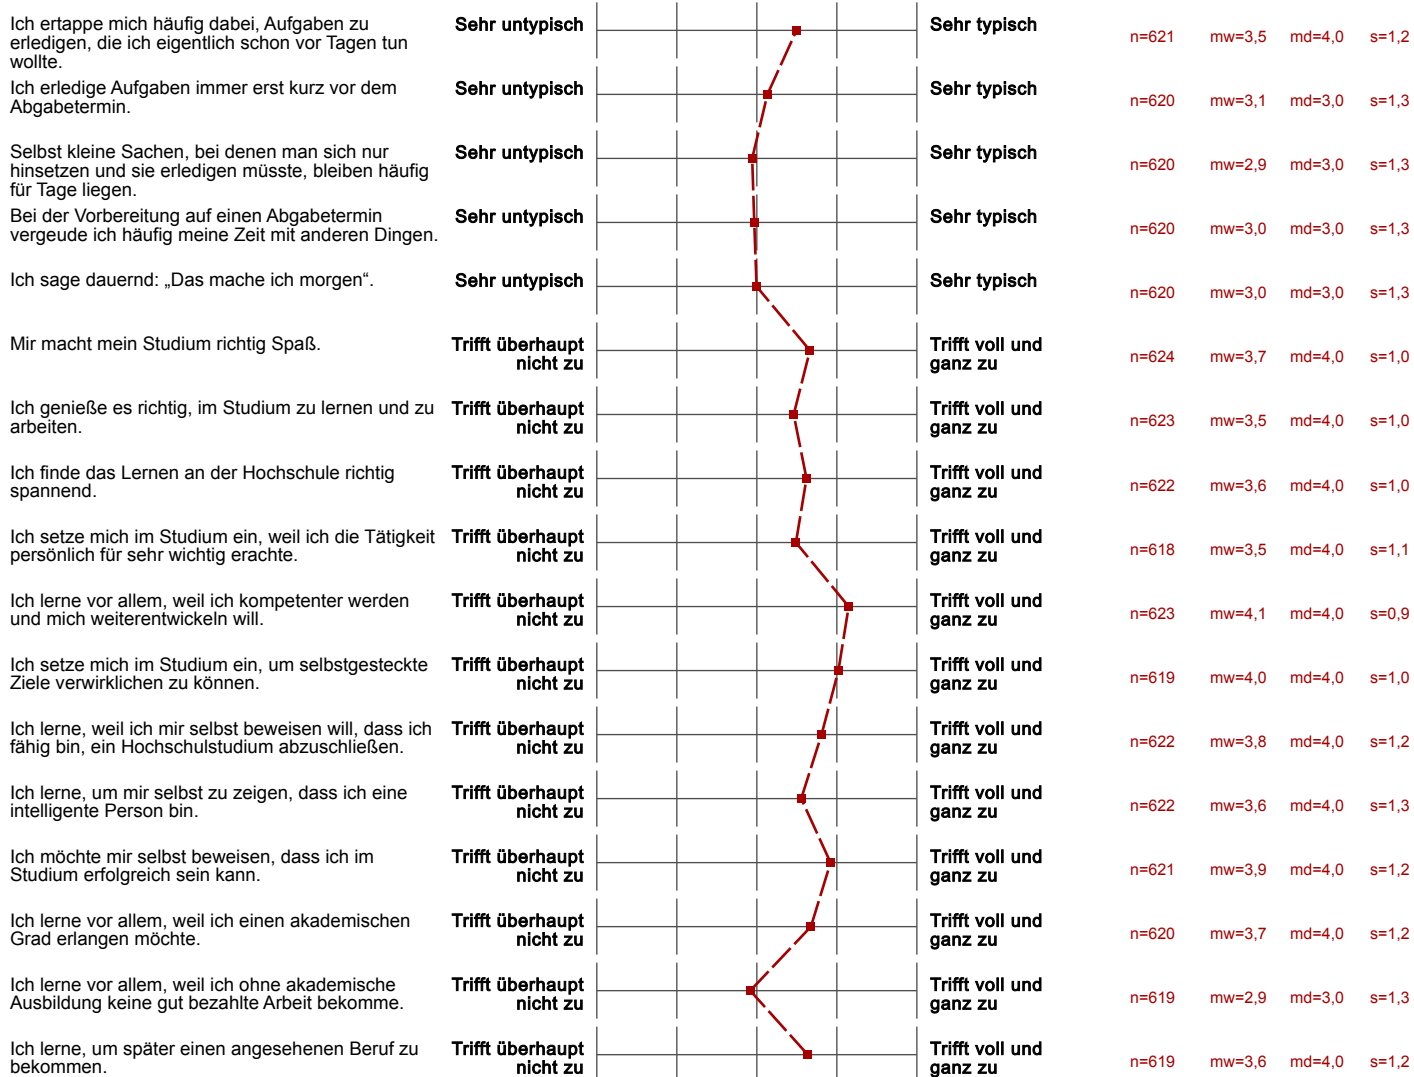 Ich ertappe mich häufig dabei, Aufgaben zu
erledigen, die ich eigentlich schon vor Tagen tun
wollte.
Sehr untypisch
Sehr typisch
n=621 mw=3,5 md=4,0 s=1,2
Ich erledige Aufgaben immer erst kurz vor dem
Abgabetermin.
Sehr untypisch
Sehr typisch
n=620 mw=3,1 md=3,0 s=1,3
Selbst kleine Sachen, bei denen man sich nur
hinsetzen und sie erledigen müsste, bleiben häufig
für Tage liegen.
Sehr untypisch
Sehr typisch
n=620 mw=2,9 md=3,0 s=1,3
Bei der Vorbereitung auf einen Abgabetermin
vergeude ich häufig meine Zeit mit anderen Dingen.
Sehr untypisch
Sehr typisch
n=620 mw=3,0 md=3,0 s=1,3
Ich sage dauernd: „Das mache ich morgen“.
Sehr untypisch
Sehr typisch
n=620 mw=3,0 md=3,0 s=1,3
Mir macht mein Studium richtig Spaß.
Trifft überhaupt
nicht zu
Trifft voll und
ganz zu
n=624 mw=3,7 md=4,0 s=1,0
Ich genieße es richtig, im Studium zu lernen und zu
arbeiten.
Trifft überhaupt
nicht zu
Trifft voll und
ganz zu
n=623 mw=3,5 md=4,0 s=1,0
Ich finde das Lernen an der Hochschule richtig
spannend.
Trifft überhaupt
nicht zu
Trifft voll und
ganz zu
n=622 mw=3,6 md=4,0 s=1,0
Ich setze mich im Studium ein, weil ich die Tätigkeit
persönlich für sehr wichtig erachte.
Trifft überhaupt
nicht zu
Trifft voll und
ganz zu
n=618 mw=3,5 md=4,0 s=1,1
Ich lerne vor allem, weil ich kompetenter werden
und mich weiterentwickeln will.
Trifft überhaupt
nicht zu
Trifft voll und
ganz zu
n=623 mw=4,1 md=4,0 s=0,9
Ich setze mich im Studium ein, um selbstgesteckte
Ziele verwirklichen zu können.
Trifft überhaupt
nicht zu
Trifft voll und
ganz zu
n=619 mw=4,0 md=4,0 s=1,0
Ich lerne, weil ich mir selbst beweisen will, dass ich
fähig bin, ein Hochschulstudium abzuschließen.
Trifft überhaupt
nicht zu
Trifft voll und
ganz zu
n=622 mw=3,8 md=4,0 s=1,2
Ich lerne, um mir selbst zu zeigen, dass ich eine
intelligente Person bin.
Trifft überhaupt
nicht zu
Trifft voll und
ganz zu
n=622 mw=3,6 md=4,0 s=1,3
Ich möchte mir selbst beweisen, dass ich im
Studium erfolgreich sein kann.
Trifft überhaupt
nicht zu
Trifft voll und
ganz zu
n=621 mw=3,9 md=4,0 s=1,2
Ich lerne vor allem, weil ich einen akademischen
Grad erlangen möchte.
Trifft überhaupt
nicht zu
Trifft voll und
ganz zu
n=620 mw=3,7 md=4,0 s=1,2
Ich lerne vor allem, weil ich ohne akademische
Ausbildung keine gut bezahlte Arbeit bekomme.
Trifft überhaupt
nicht zu
Trifft voll und
ganz zu
n=619 mw=2,9 md=3,0 s=1,3
Ich lerne, um später einen angesehenen Beruf zu
bekommen.
Trifft überhaupt
nicht zu
Trifft voll und
ganz zu
n=619 mw=3,6 md=4,0 s=1,2